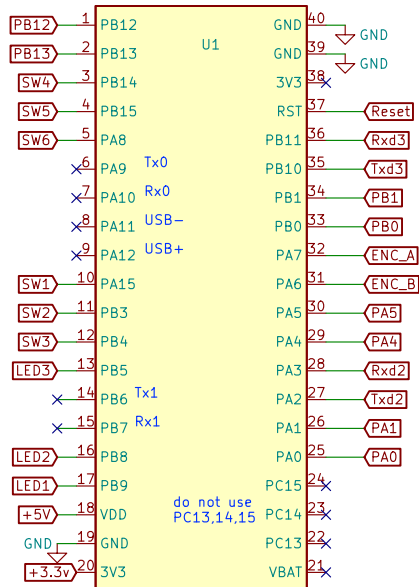 U1
PB12 1 PB12 GND 40 GND
PB13 2 PB13 GND 39 GND
SW4 3 PB14 3V3 38
SW5 4 PB15 RST 37 Reset
SW6 5 PA8 PB11 36 Rxd3
6 PA9 Tx0 PB10 35 Txd3
7 PA10 Rx0 PB1 34 PB1
8 PA11 USB- PB0 33 PB0
9 PA12 USB+ PA7 32 ENC_A
SW1 10 PA15 PA6 31 ENC_B
SW2 11 PB3 PA5 30 PA5
SW3 12 PB4 PA4 29 PA4
LED3 13 PB5 PA3 28 Rxd2
14 PB6 Tx1 PA2 27 Txd2
15 PB7 Rx1 PA1 26 PA1
LED2 16 PB8 PA0 25 PA0
LED1 17 PB9 PC15 24
do not use
+5V 18 VDD PC13,14,15 PC14 23
GND 19 GND PC13 22
+3.3v 20 3V3 VBAT 21